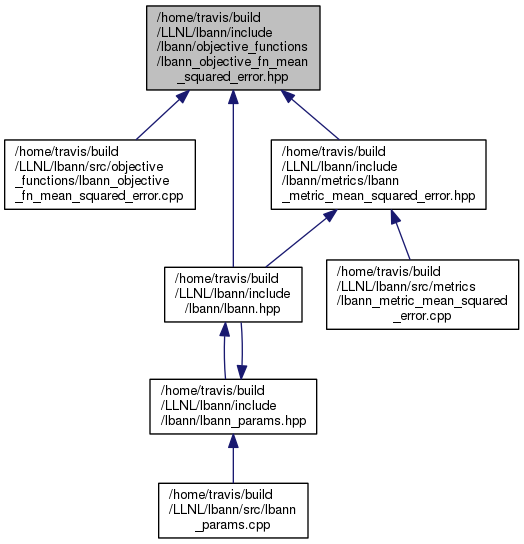 /home/travis/build
/LLNL/lbann/include
/lbann/objective_functions
/lbann_objective_fn_mean
_squared_error.hpp
/home/travis/build
/LLNL/lbann/src/objective
_functions/lbann_objective
_fn_mean_squared_error.cpp
/home/travis/build
/LLNL/lbann/include
/lbann/metrics/lbann
_metric_mean_squared_error.hpp
/home/travis/build
/LLNL/lbann/include
/lbann/lbann.hpp
/home/travis/build
/LLNL/lbann/src/metrics
/lbann_metric_mean_squared
_error.cpp
/home/travis/build
/LLNL/lbann/include
/lbann/lbann_params.hpp
/home/travis/build
/LLNL/lbann/src/lbann
_params.cpp